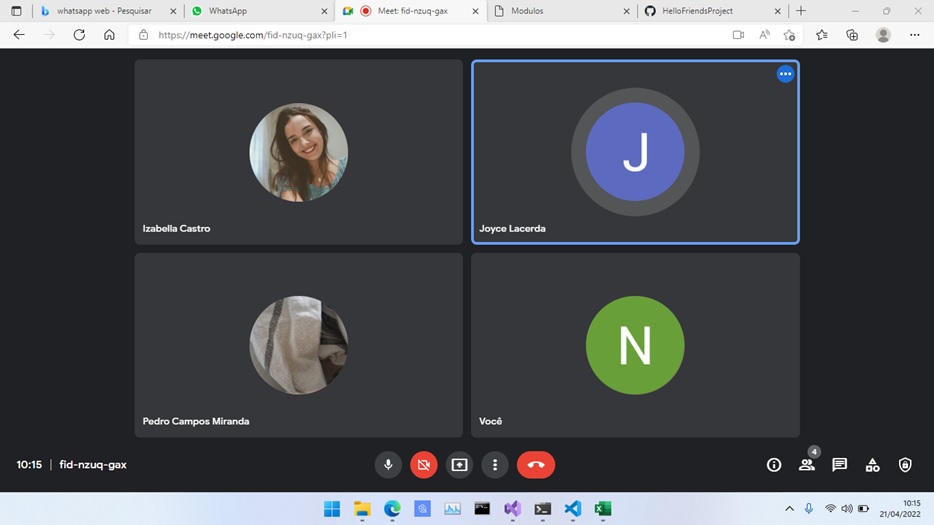 whatsapp web - Pesquisar
WhatsApp
Meet: fid-nzuq-gax
Modulos
HelloFriendsProject
https://meet.google.com/fid-nzuq-gax?pli=1
Izabella Castro
J
Joyce Lacerda
Pedro Campos Miranda
N
Você
10:15 | fid-nzuq-gax
4
10:15
21/04/2022